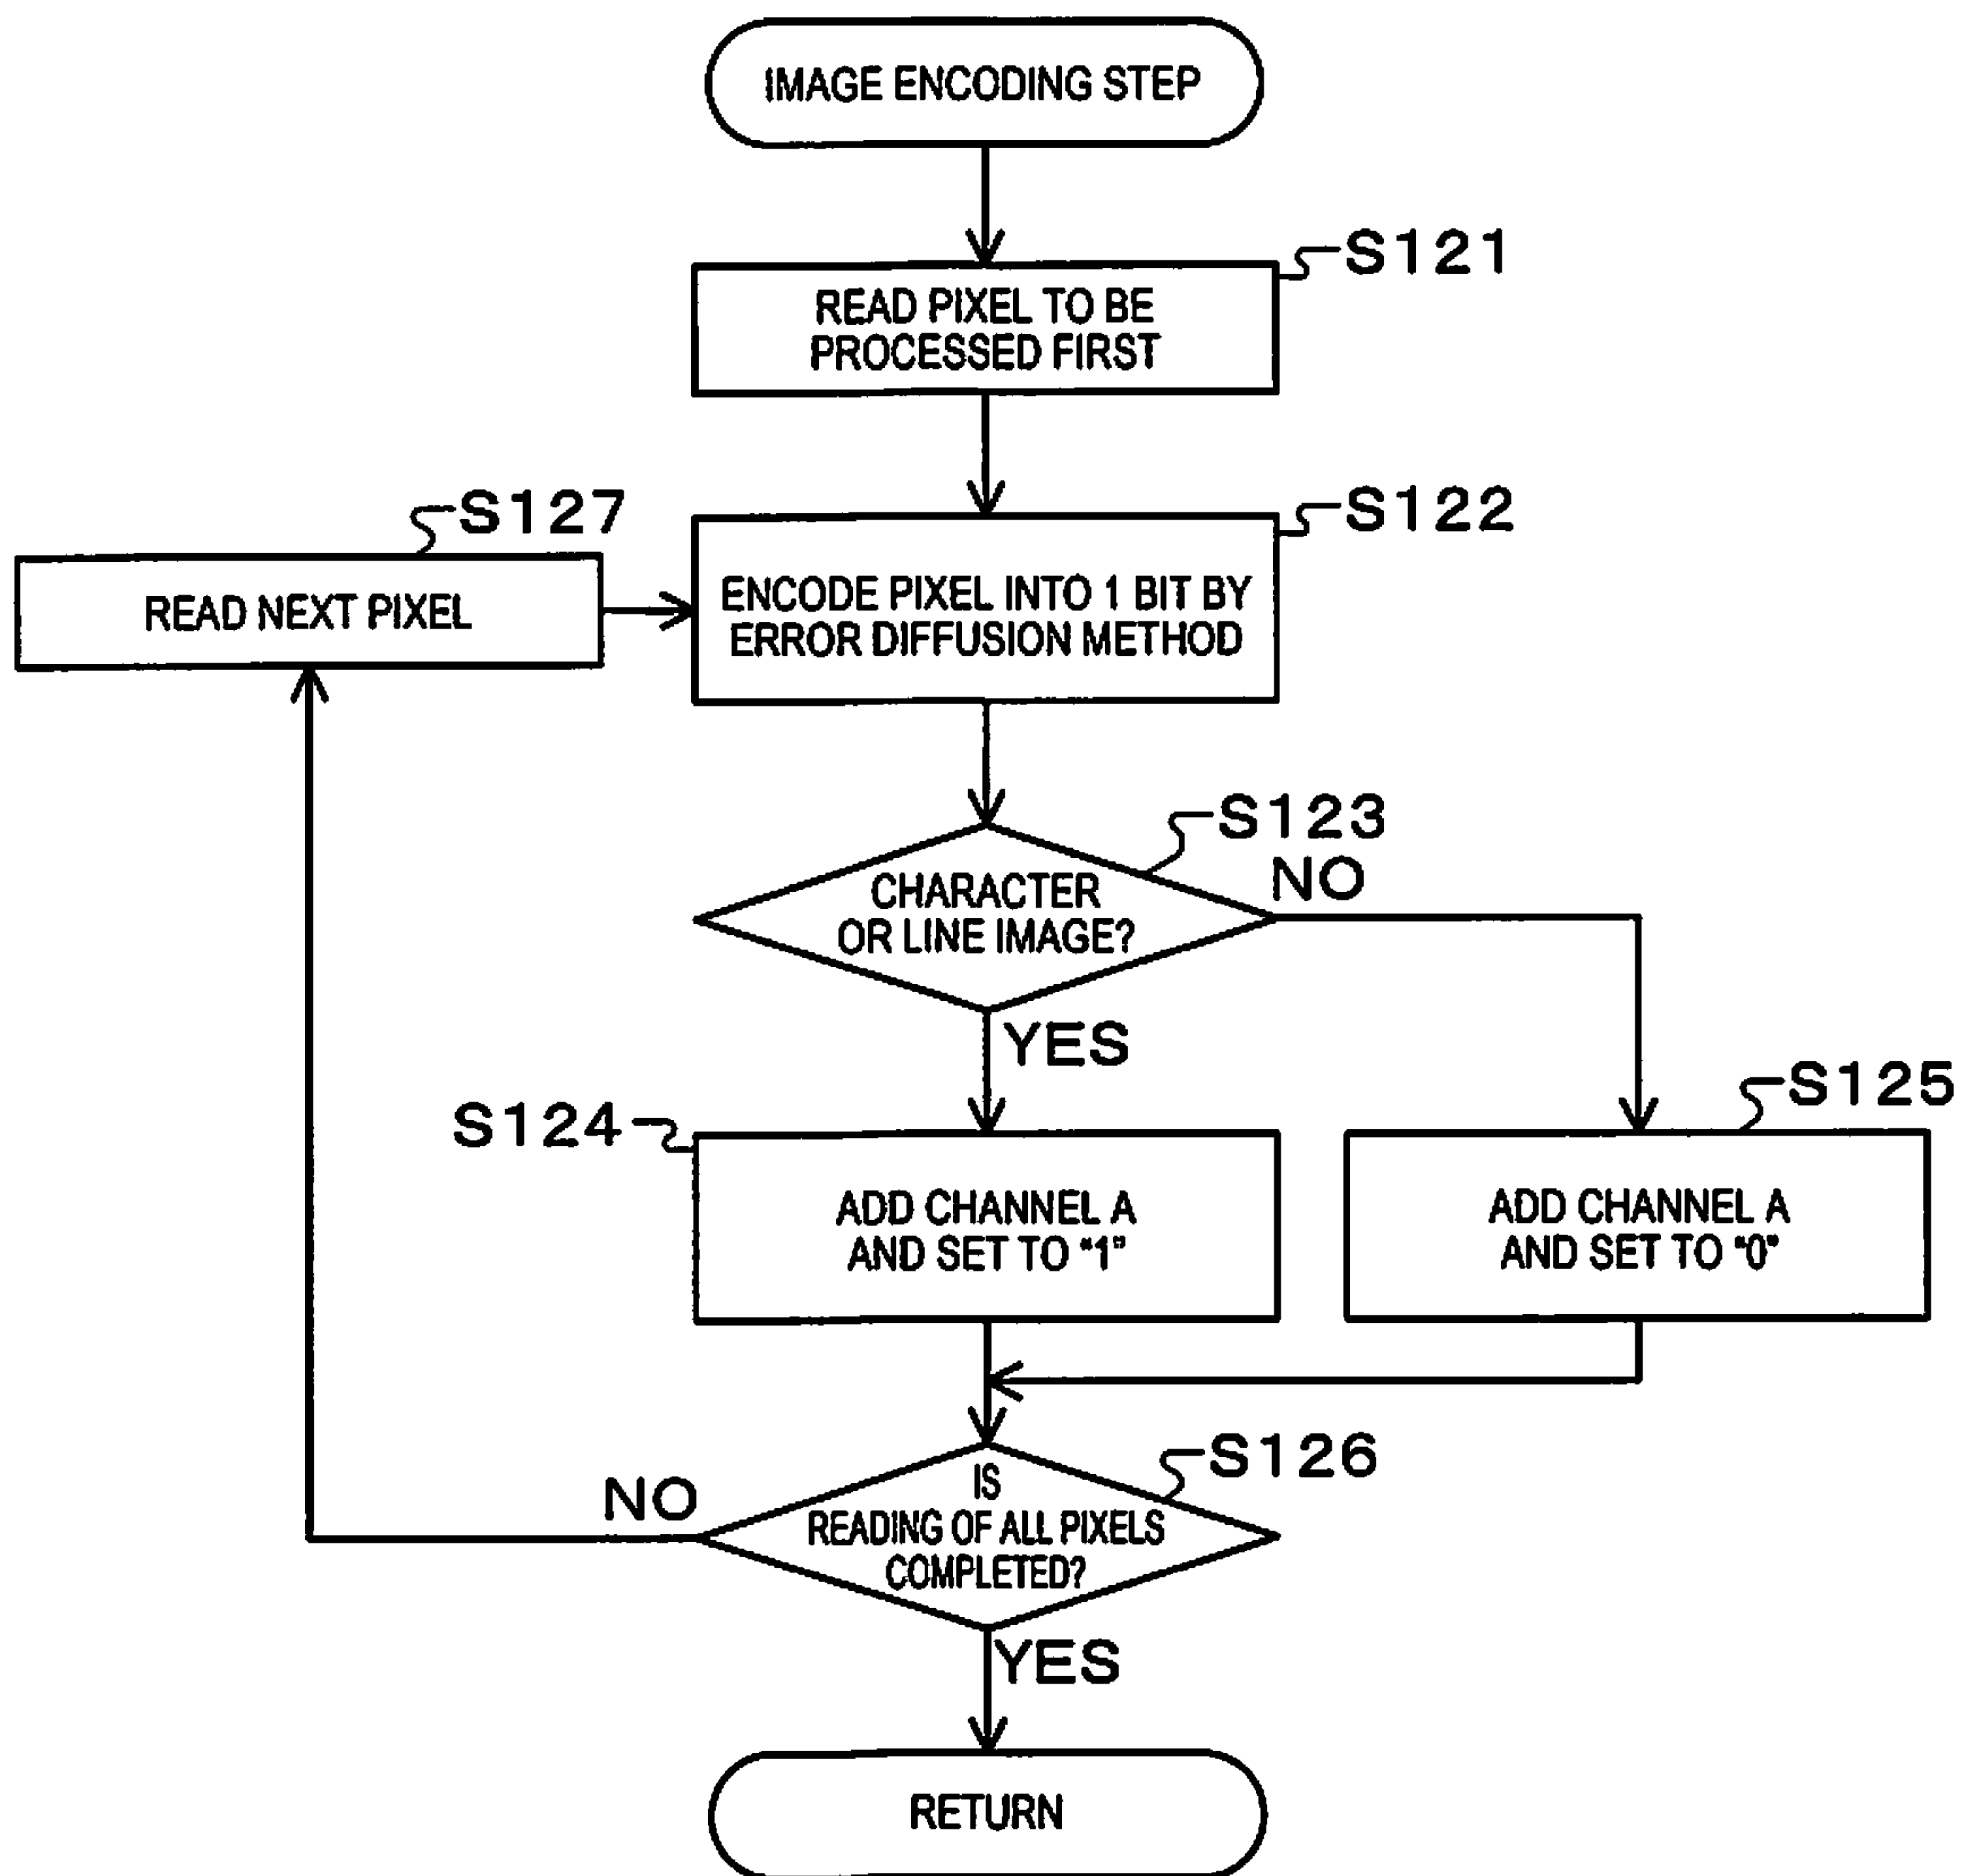 IMAGE ENCODING STEP
S121
READ PIXEL TO BE
PROCESSED FIRST
S127
READ NEXT PIXEL
S122
ENCODE PIXEL INTO 1 BIT BY
ERROR DIFFUSION METHOD
S123
CHARACTER
OR LINE IMAGE?
NO
YES
S124
ADD CHANNEL A
AND SET TO “1”
S125
ADD CHANNEL A
AND SET TO “0”
S126
IS
READING OF ALL PIXELS
COMPLETED?
NO
YES
RETURN